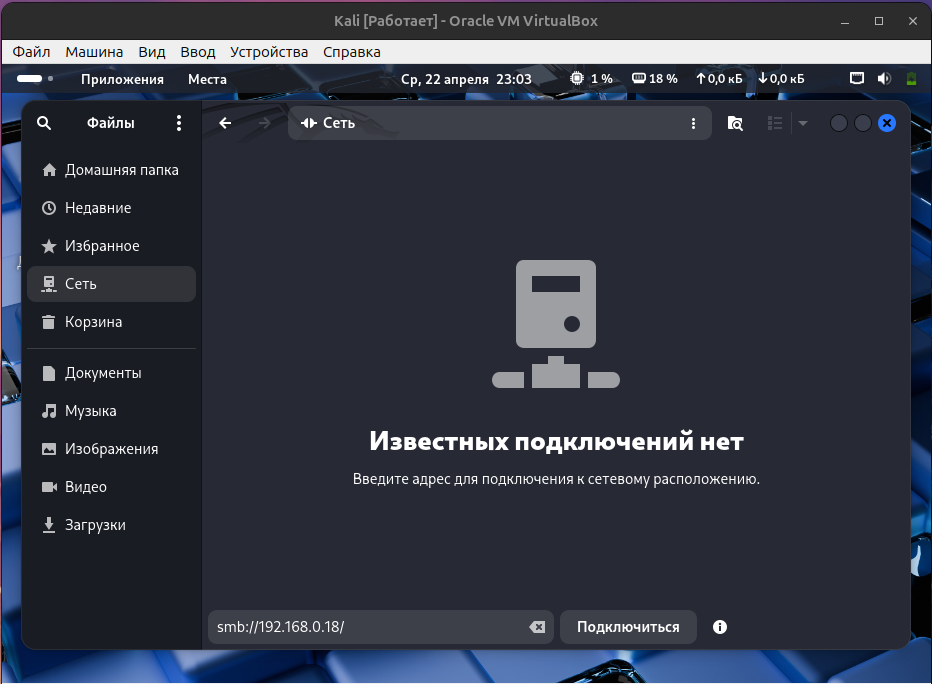 Kali [Работает] - Oracle VM VirtualBox
Файл Машина Вид Ввод Устройства Справка
Приложения Места Ср, 22 апреля 23:03 1 % 18 % 0,0 кБ 0,0 кБ
Файлы
Сеть
Домашняя папка
Недавние
Избранное
Сеть
Корзина
Документы
Музыка
Изображения
Видео
Загрузки
Известных подключений нет
Введите адрес для подключения к сетевому расположению.
smb://192.168.0.18/ Подключиться